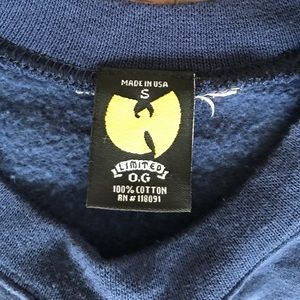 MADE IN USA
S
LIMITED
O.G
100% COTTON
RN # 118091